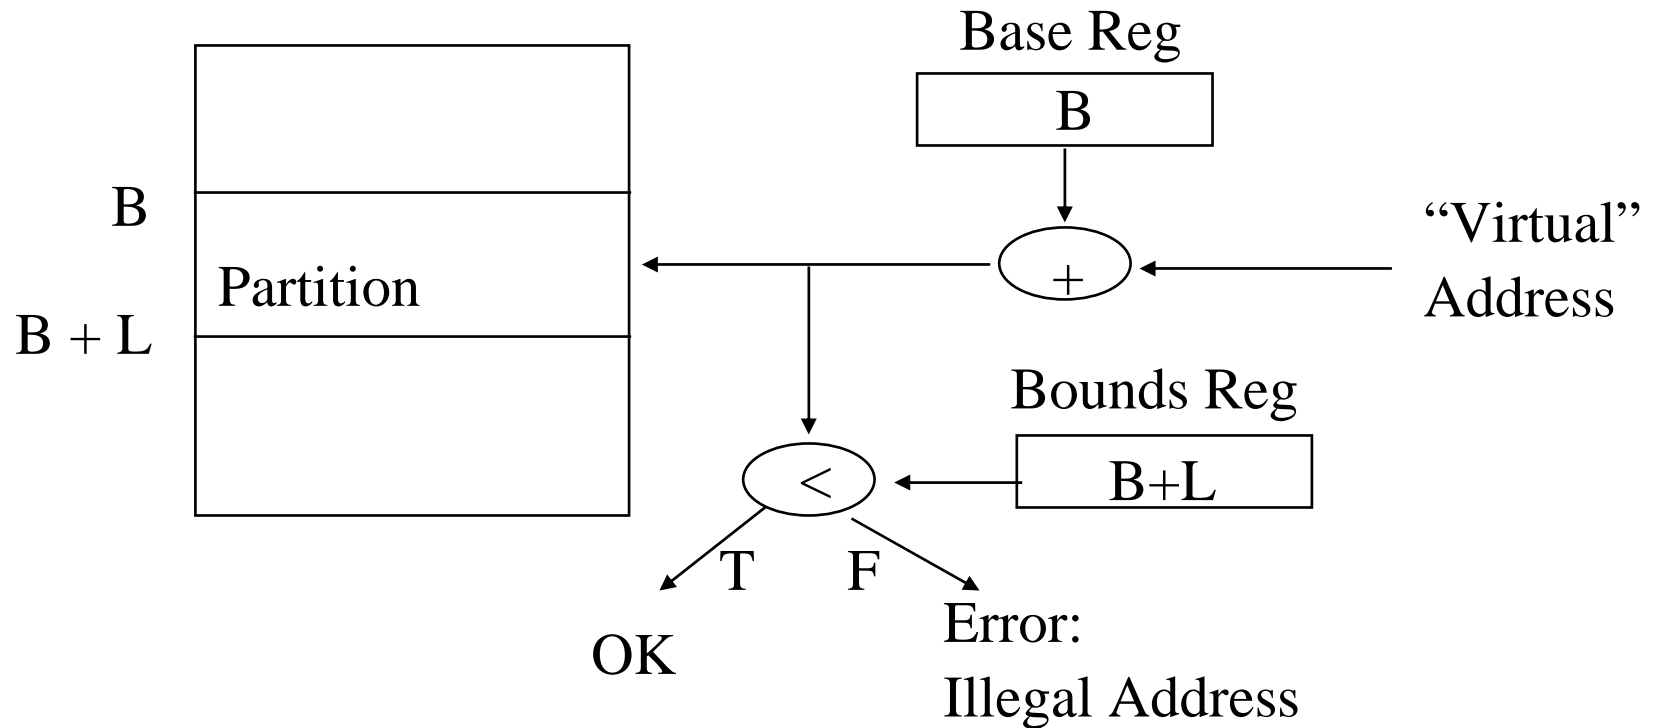 Base Reg
B
B
“Virtual”
Address
+
Partition
B + L
Bounds Reg
<
B+L
T
F
OK
Error:
Illegal Address